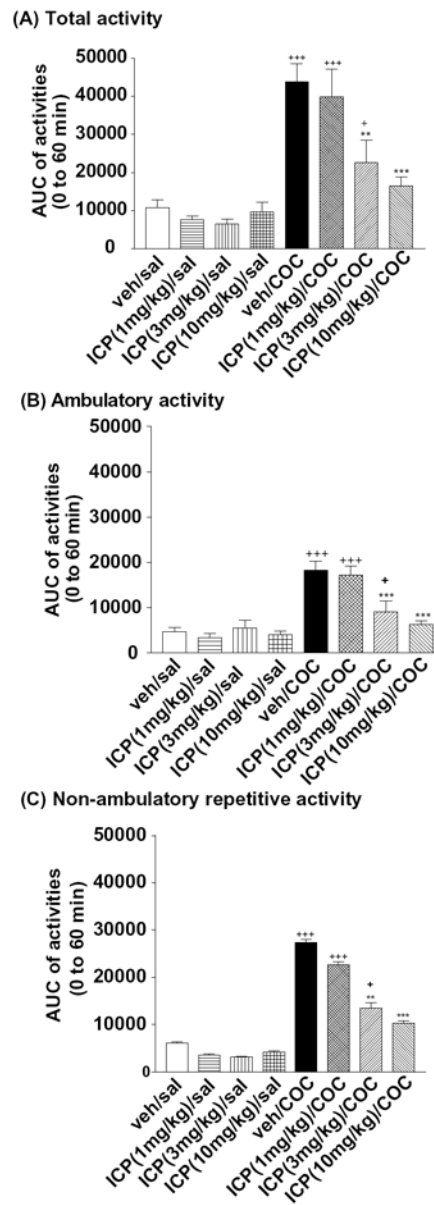 (A) Total activity
AUC of activities
(0 to 60 min)
50000
40000
30000
20000
10000
0
+++
+++
+
**
***
veh/sal
ICP(1mg/kg)/sal
ICP(3mg/kg)/sal
ICP(10mg/kg)/sal
veh/COC
ICP(1mg/kg)/COC
ICP(3mg/kg)/COC
ICP(10mg/kg)/COC
(B) Ambulatory activity
AUC of activities
(0 to 60 min)
50000
40000
30000
20000
10000
0
+++
+++
+
***
***
veh/sal
ICP(1mg/kg)/sal
ICP(3mg/kg)/sal
ICP(10mg/kg)/sal
veh/COC
ICP(1mg/kg)/COC
ICP(3mg/kg)/COC
ICP(10mg/kg)/COC
(C) Non-ambulatory repetitive activity
AUC of activities
(0 to 60 min)
50000
40000
30000
20000
10000
0
+++
+++
+
**
***
veh/sal
ICP(1mg/kg)/sal
ICP(3mg/kg)/sal
ICP(10mg/kg)/sal
veh/COC
ICP(1mg/kg)/COC
ICP(3mg/kg)/COC
ICP(10mg/kg)/COC